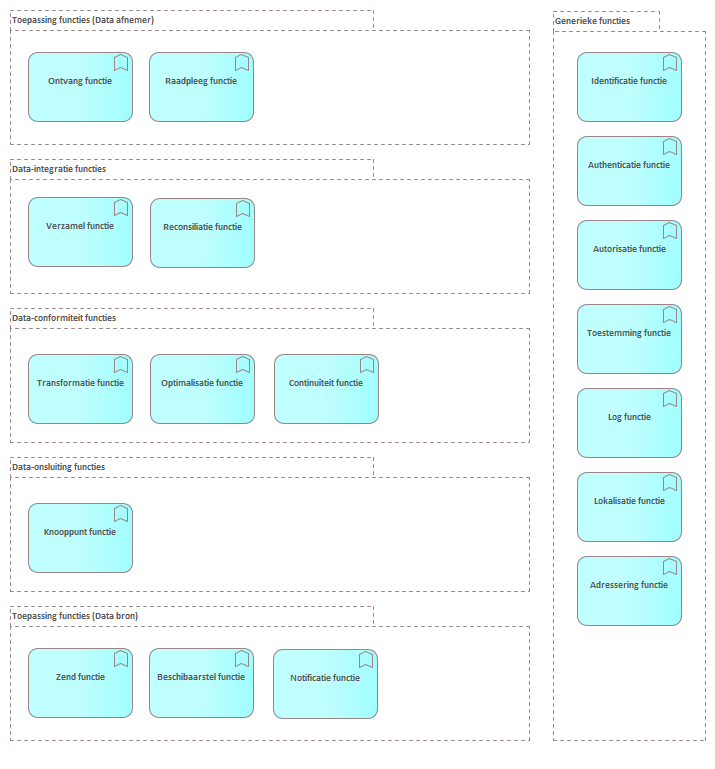 Toepassing functies (Data afnemer)
Ontvang functie
Raadpleeg functie
Data-integratie functies
Verzamel functie
Reconsiliatie functie
Data-conformiteit functies
Transformatie functie
Optimalisatie functie
Continuïteit functie
Data-onsluiting functies
Knooppunt functie
Toepassing functies (Data bron)
Zend functie
Beschibaarstel functie
Notificatie functie
Generieke functies
Identificatie functie
Authenticatie functie
Autorisatie functie
Toestemming functie
Log functie
Lokalisatie functie
Adressering functie